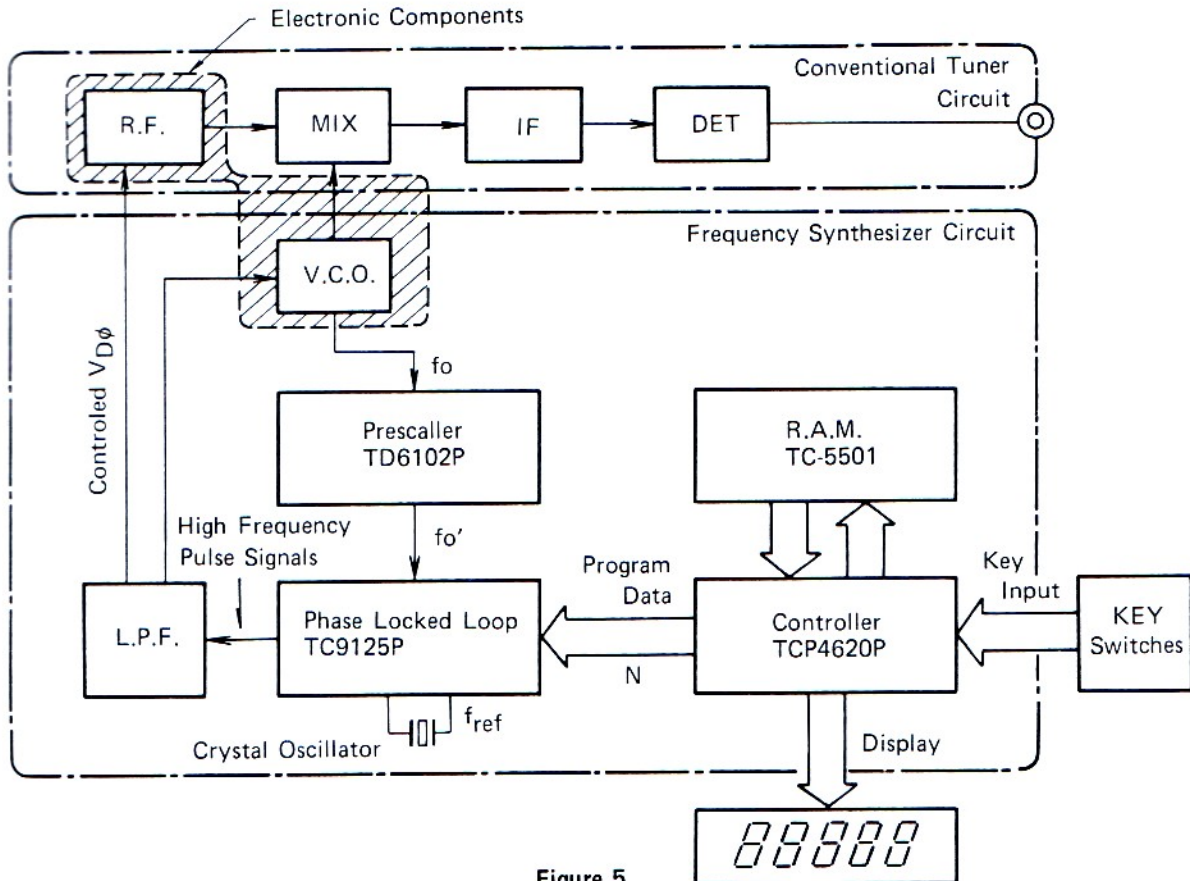 Electronic Components
Conventional Tuner
Circuit
R.F.
MIX
IF
DET
Frequency Synthesizer Circuit
V.C.O.
Controled VDφ
fo
Prescaller
TD6102P
R.A.M.
TC-5501
High Frequency
Pulse Signals
fo'
Program
Data
Key
Input
L.P.F.
Phase Locked Loop
TC9125P
N
Controller
TCP4620P
KEY
Switches
fref
Crystal Oscillator
Display
88888
Figure 5